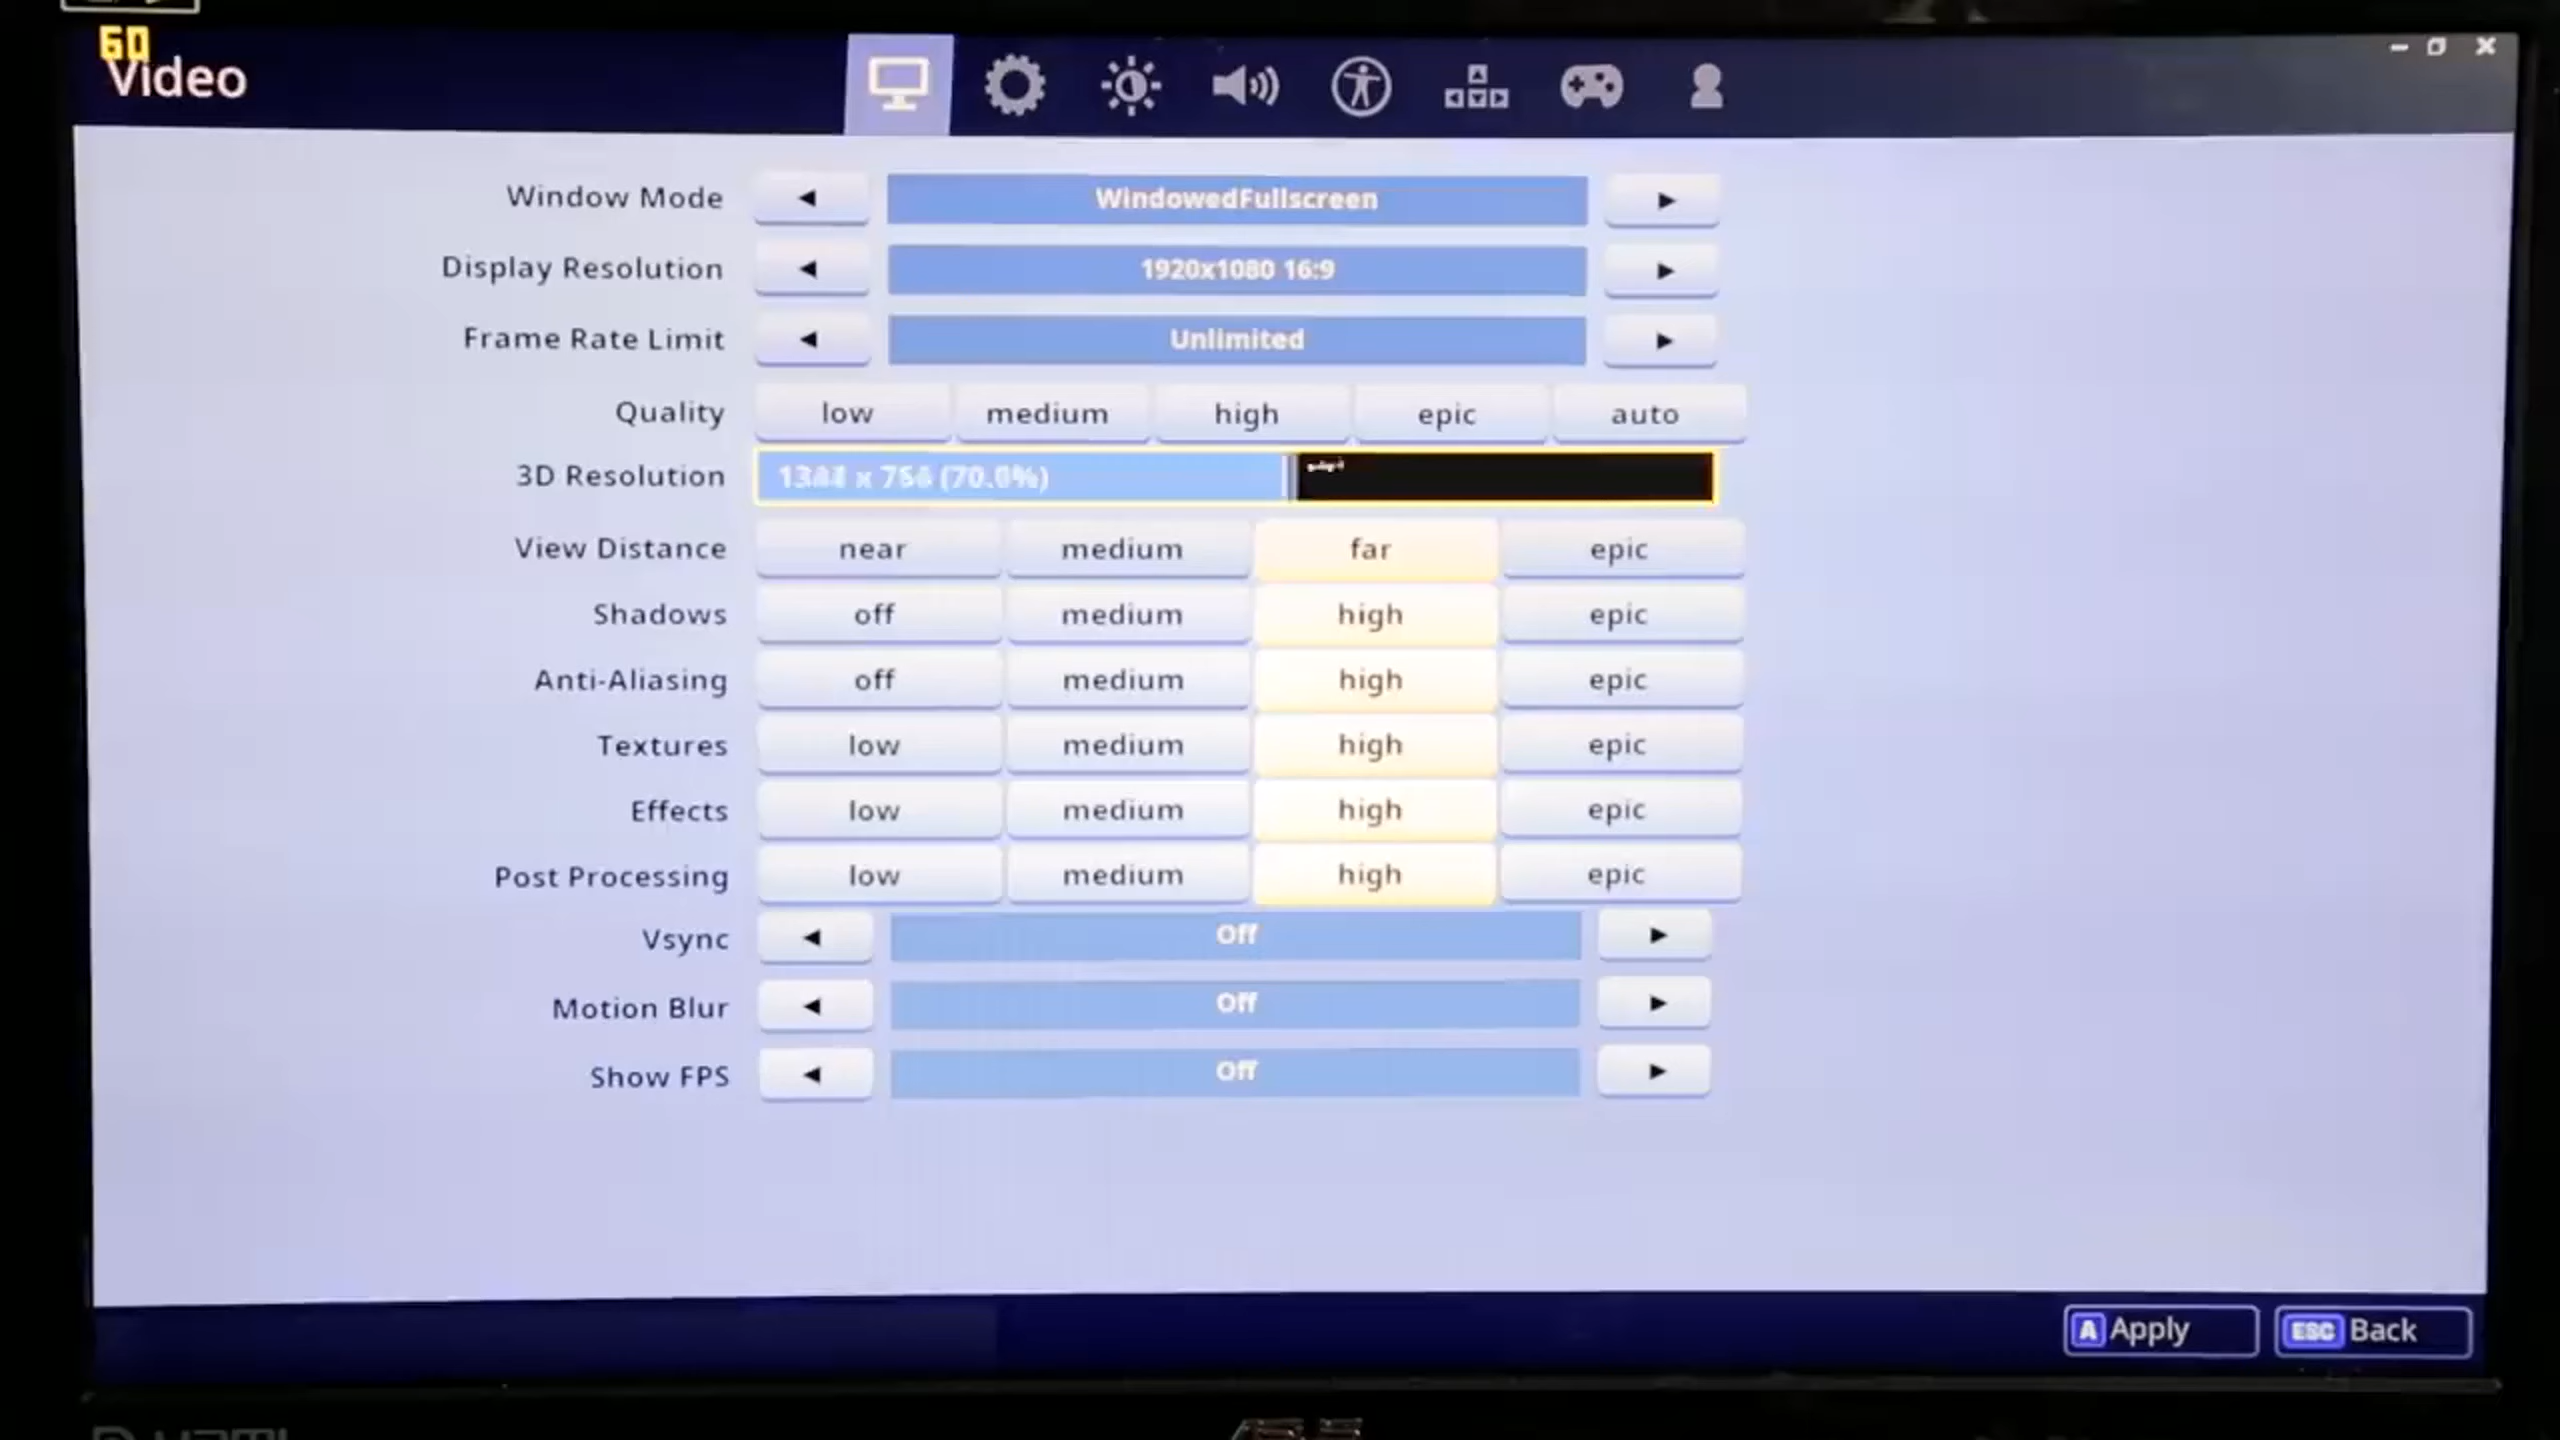 60
Video
Window Mode WindowedFullscreen
Display Resolution 1920x1080 16:9
Frame Rate Limit Unlimited
Quality low medium high epic auto
3D Resolution
View Distance near medium far epic
Shadows off medium high epic
Anti-Aliasing off medium high epic
Textures low medium high epic
Effects low medium high epic
Post Processing low medium high epic
Vsync Off
Motion Blur Off
Show FPS Off
A Apply ESC Back